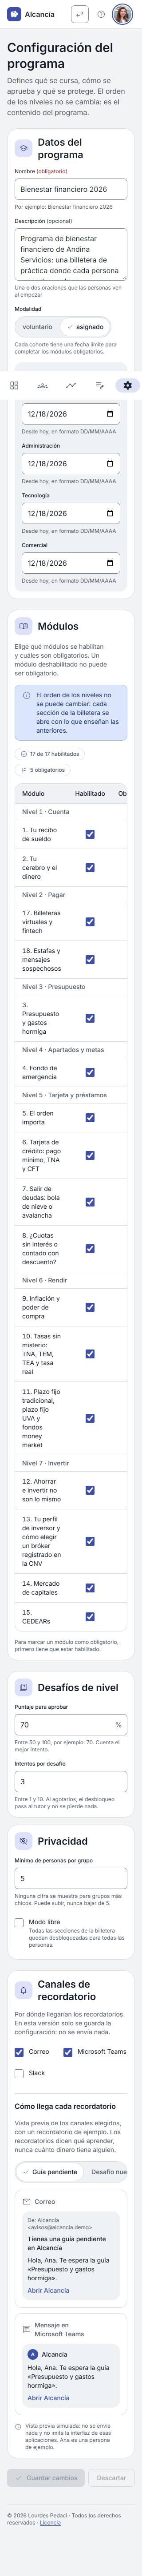 Alcancía
Configuración del
programa
Defines qué se cursa, cómo se
prueba y qué se protege. El orden
de los niveles no se cambia: es el
contenido del programa.
Datos del
programa
Nombre (obligatorio)
Bienestar financiero 2026
Por ejemplo: Bienestar financiero 2026
Descripción (opcional)
Programa de bienestar
financiero de Andina
Servicios: una billetera de
práctica donde cada persona
Una o dos oraciones que las personas ven
al empezar
Modalidad
voluntario
asignado
Cada cohorte tiene una fecha límite para
completar los módulos obligatorios.
12/18/2026
Desde hoy, en formato DD/MM/AAAA
Administración
12/18/2026
Desde hoy, en formato DD/MM/AAAA
Tecnología
12/18/2026
Desde hoy, en formato DD/MM/AAAA
Comercial
12/18/2026
Desde hoy, en formato DD/MM/AAAA
Módulos
Elige qué módulos se habilitan
y cuáles son obligatorios. Un
módulo deshabilitado no puede
ser obligatorio.
El orden de los niveles no
se puede cambiar: cada
sección de la billetera se
abre con lo que enseñan las
anteriores.
17 de 17 habilitados
5 obligatorios
Módulo Habilitado Ob
Nivel 1 · Cuenta
1. Tu recibo
de sueldo
2. Tu
cerebro y el
dinero
Nivel 2 · Pagar
17. Billeteras
virtuales y
fintech
18. Estafas y
mensajes
sospechosos
Nivel 3 · Presupuesto
3.
Presupuesto
y gastos
hormiga
Nivel 4 · Apartados y metas
4. Fondo de
emergencia
Nivel 5 · Tarjeta y préstamos
5. El orden
importa
6. Tarjeta de
crédito: pago
mínimo, TNA
y CFT
7. Salir de
deudas: bola
de nieve o
avalancha
8. ¿Cuotas
sin interés o
contado con
descuento?
Nivel 6 · Rendir
9. Inflación y
poder de
compra
10. Tasas sin
misterio:
TNA, TEM,
TEA y tasa
real
11. Plazo fijo
tradicional,
plazo fijo
UVA y
fondos
money
market
Nivel 7 · Invertir
12. Ahorrar
e invertir no
son lo mismo
13. Tu perfil
de inversor y
cómo elegir
un bróker
registrado en
la CNV
14. Mercado
de capitales
15.
CEDEARs
Para marcar un módulo como obligatorio,
primero tiene que estar habilitado.
Desafíos de nivel
Puntaje para aprobar
70 %
Entre 50 y 100, por ejemplo: 70. Cuenta el
mejor intento.
Intentos por desafío
3
Entre 1 y 10. Al agotarlos, el desbloqueo
pasa al tutor y no se pierde nada.
Privacidad
Mínimo de personas por grupo
5
Ninguna cifra se muestra para grupos más
chicos. Puede subir, nunca bajar de 5.
Modo libre
Todas las secciones de la billetera
quedan desbloqueadas para todas las
personas.
Canales de
recordatorio
Por dónde llegarían los recordatorios.
En esta versión solo se guarda la
configuración: no se envía nada.
Correo
Microsoft Teams
Slack
Cómo llega cada recordatorio
Vista previa de los canales elegidos,
con un recordatorio de ejemplo. Los
recordatorios dicen qué aprender,
nunca cuánto dinero tiene alguien.
Guía pendiente
Desafío nue
Correo
De: Alcancía
<avisos@alcancia.demo>
Tienes una guía pendiente
en Alcancía
Hola, Ana. Te espera la guía
«Presupuesto y gastos
hormiga».
Abrir Alcancía
Mensaje en
Microsoft Teams
A Alcancía
Hola, Ana. Te espera la guía
«Presupuesto y gastos
hormiga».
Abrir Alcancía
Vista previa simulada: no se envía
nada y no imita la interfaz de esas
aplicaciones. Ana es una persona
de ejemplo.
Guardar cambios
Descartar
© 2026 Lourdes Pedaci · Todos los derechos
reservados · Licencia